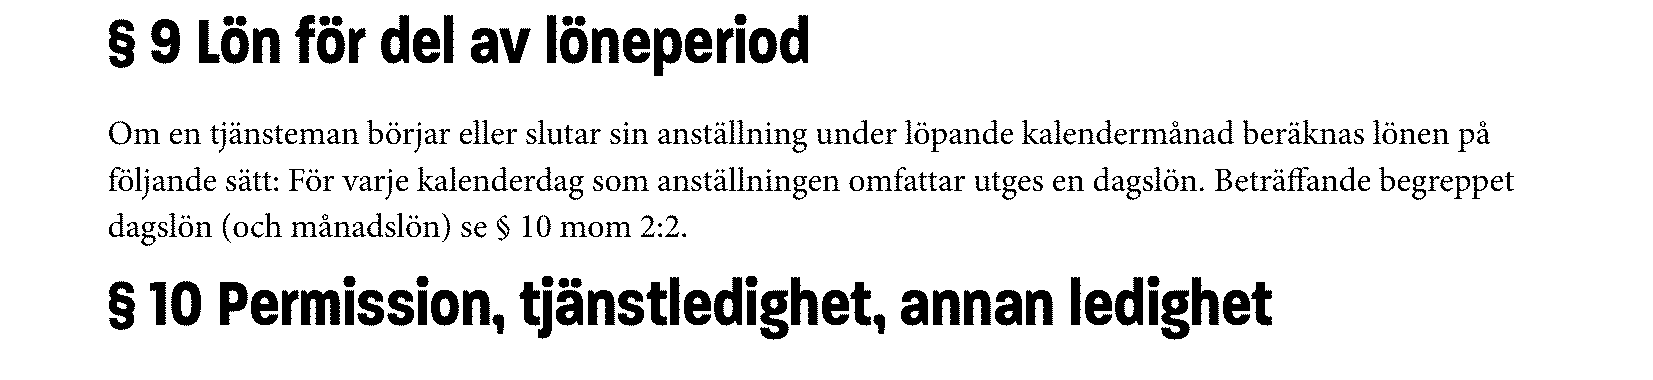 § 9 Lön för del av löneperiod
Om en tjänsteman börjar eller slutar sin anställning under löpande kalendermånad beräknas lönen på
följande sätt: För varje kalenderdag som anställningen omfattar utges en dagslön. Beträffande begreppet
dagslön (och månadslön) se § 10 mom 2:2.
§ 10 Permission, tjänstledighet, annan ledighet